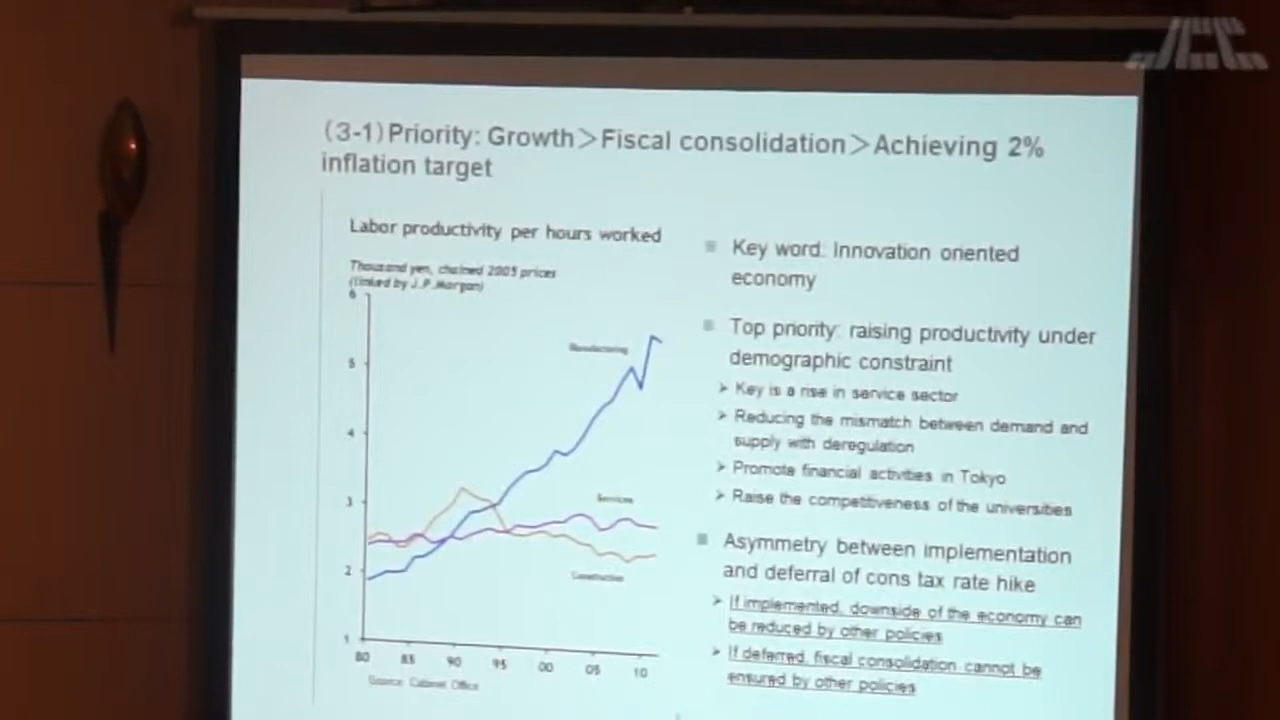 JCC
(3-1)Priority: Growth＞Fiscal consolidation＞Achieving 2%
inflation target
Labor productivity per hours worked
Thousand yen, chained 2005 prices
(linked by J.P.Morgan)
6
5
4
3
2
1
Manufacturing
Services
Construction
80 85 90 95 00 05 10
Source: Cabinet Office
Key word: Innovation oriented
economy
Top priority: raising productivity under
demographic constraint
Key is a rise in service sector
Reducing the mismatch between demand and
supply with deregulation
Promote financial activities in Tokyo
Raise the competitiveness of the universities
Asymmetry between implementation
and deferral of cons tax rate hike
If implemented, downside of the economy can
be reduced by other policies
If deferred, fiscal consolidation cannot be
ensured by other policies